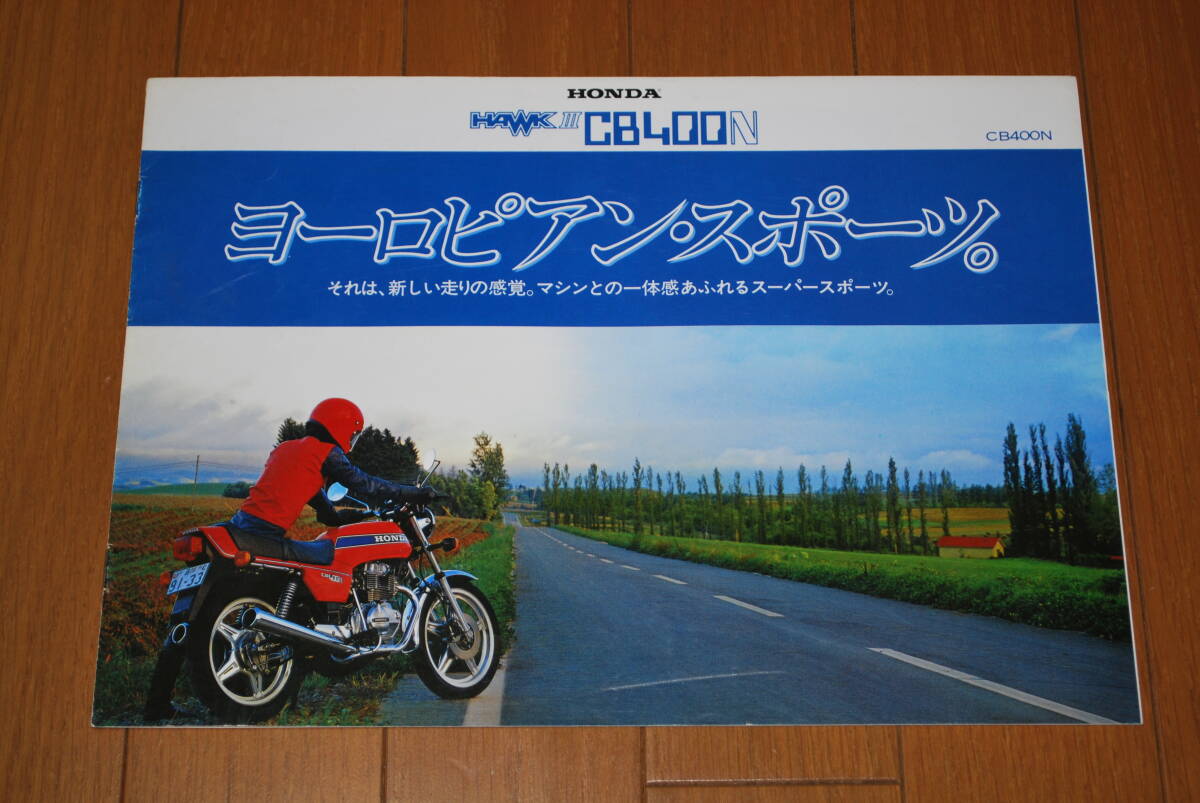 HONDA
HAWK III CB400N
CB400N
ヨーロピアン・スポーツ。
それは、新しい走りの感覚。マシンとの一体感あふれるスーパースポーツ。
HONDA
91-33